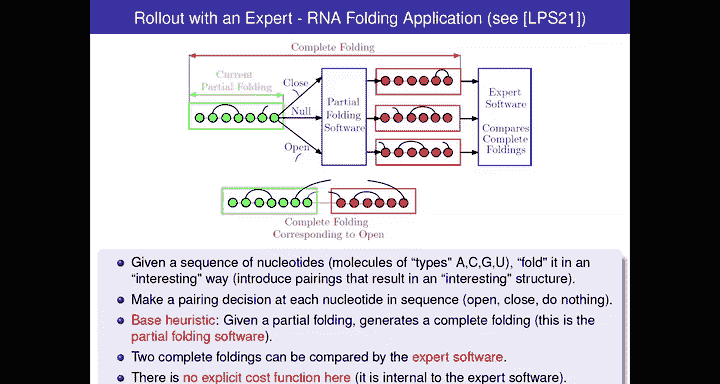 Rollout with an Expert - RNA Folding Application (see [LPS21])
Complete Folding
Current
Partial Folding
Close
Null
Open
Partial
Folding
Software
Expert
Software
Compares
Complete
Foldings
Complete Folding
Corresponding to Open
Given a sequence of nucleotides (molecules of “types” A,C,G,U), “fold” it in an
“interesting” way (introduce pairings that result in an “interesting” structure).
Make a pairing decision at each nucleotide in sequence (open, close, do nothing).
Base heuristic: Given a partial folding, generates a complete folding (this is the
partial folding software).
Two complete foldings can be compared by the expert software.
There is no explicit cost function here (it is internal to the expert software).